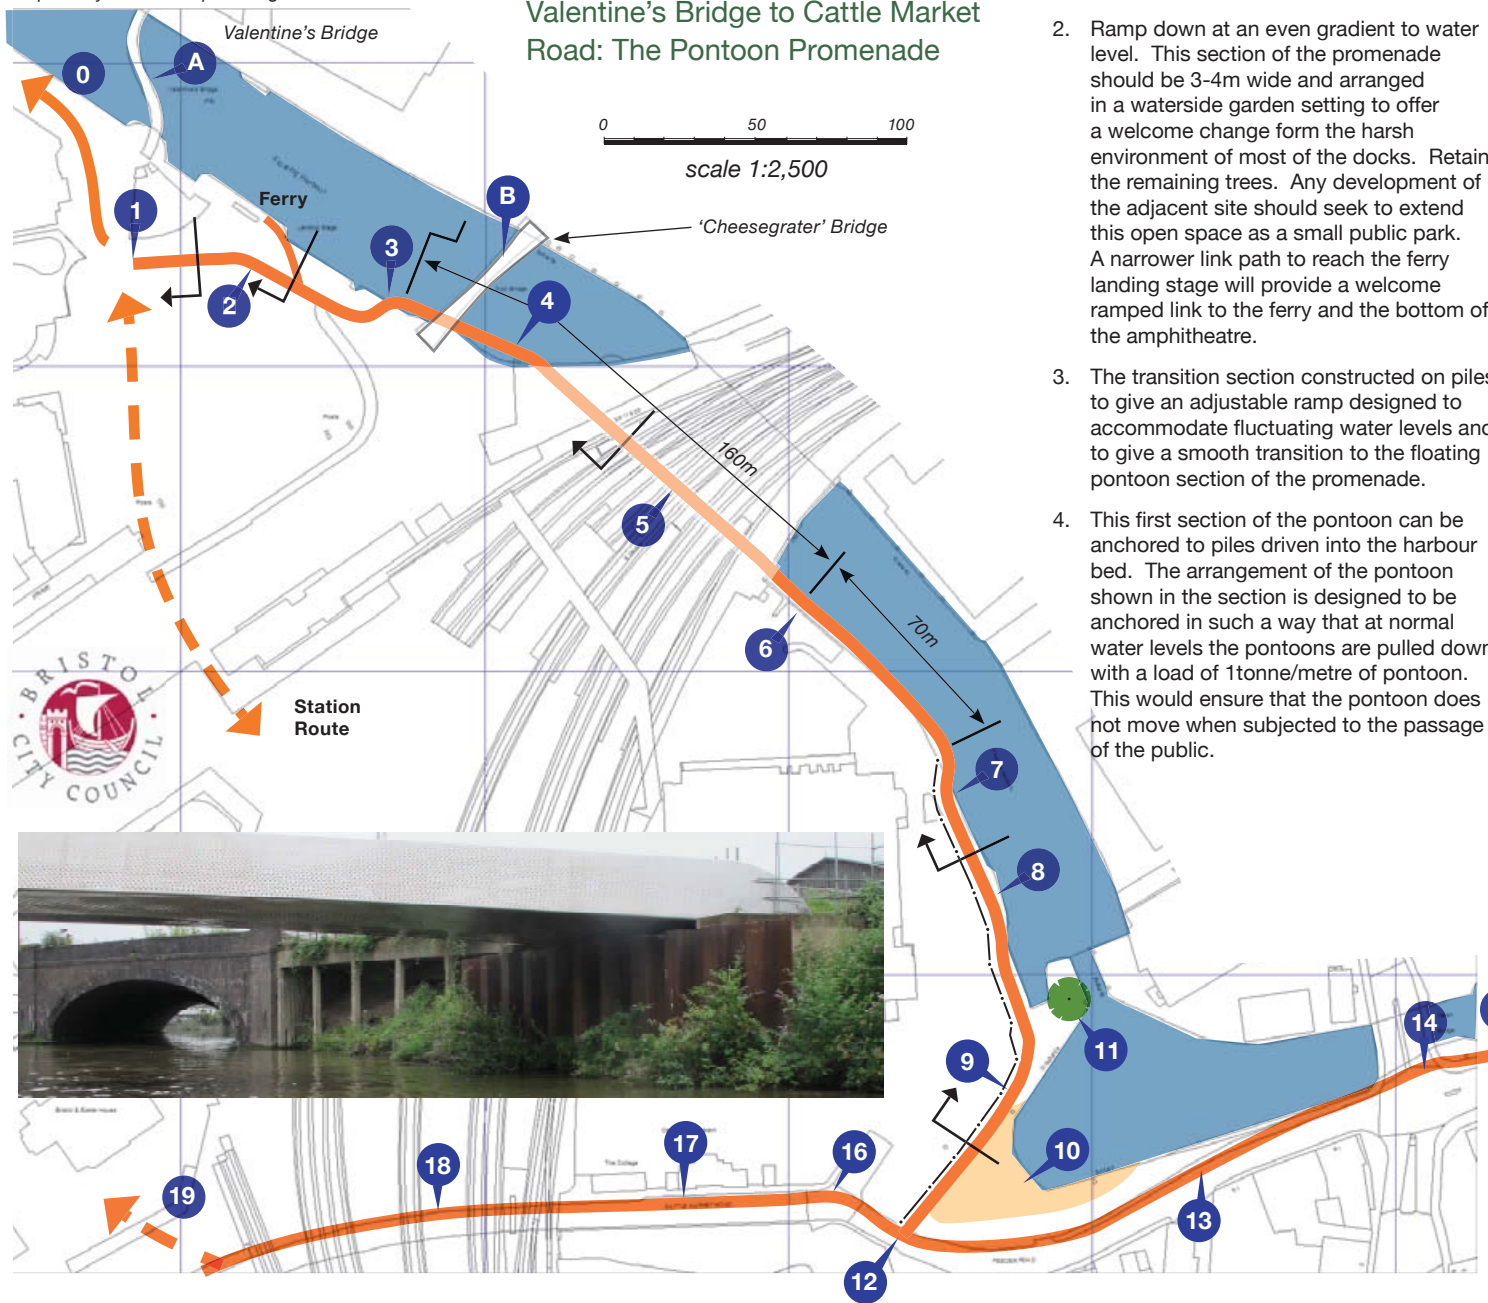 Valentine's Bridge to Cattle Market
Road: The Pontoon Promenade
Valentine's Bridge
0
A
0 50 100
scale 1:2,500
1
Ferry
B
'Cheesegrater' Bridge
2
3
4
160m
5
6
70m
7
8
Station
Route
BRISTOL
CITY COUNCIL
9
10
11
12
13
14
16
17
18
19
2. Ramp down at an even gradient to water
level. This section of the promenade
should be 3-4m wide and arranged
in a waterside garden setting to offer
a welcome change form the harsh
environment of most of the docks. Retain
the remaining trees. Any development of
the adjacent site should seek to extend
this open space as a small public park.
A narrower link path to reach the ferry
landing stage will provide a welcome
ramped link to the ferry and the bottom of
the amphitheatre.
3. The transition section constructed on piles
to give an adjustable ramp designed to
accommodate fluctuating water levels and
to give a smooth transition to the floating
pontoon section of the promenade.
4. This first section of the pontoon can be
anchored to piles driven into the harbour
bed. The arrangement of the pontoon
shown in the section is designed to be
anchored in such a way that at normal
water levels the pontoons are pulled down
with a load of 1tonne/metre of pontoon.
This would ensure that the pontoon does
not move when subjected to the passage
of the public.